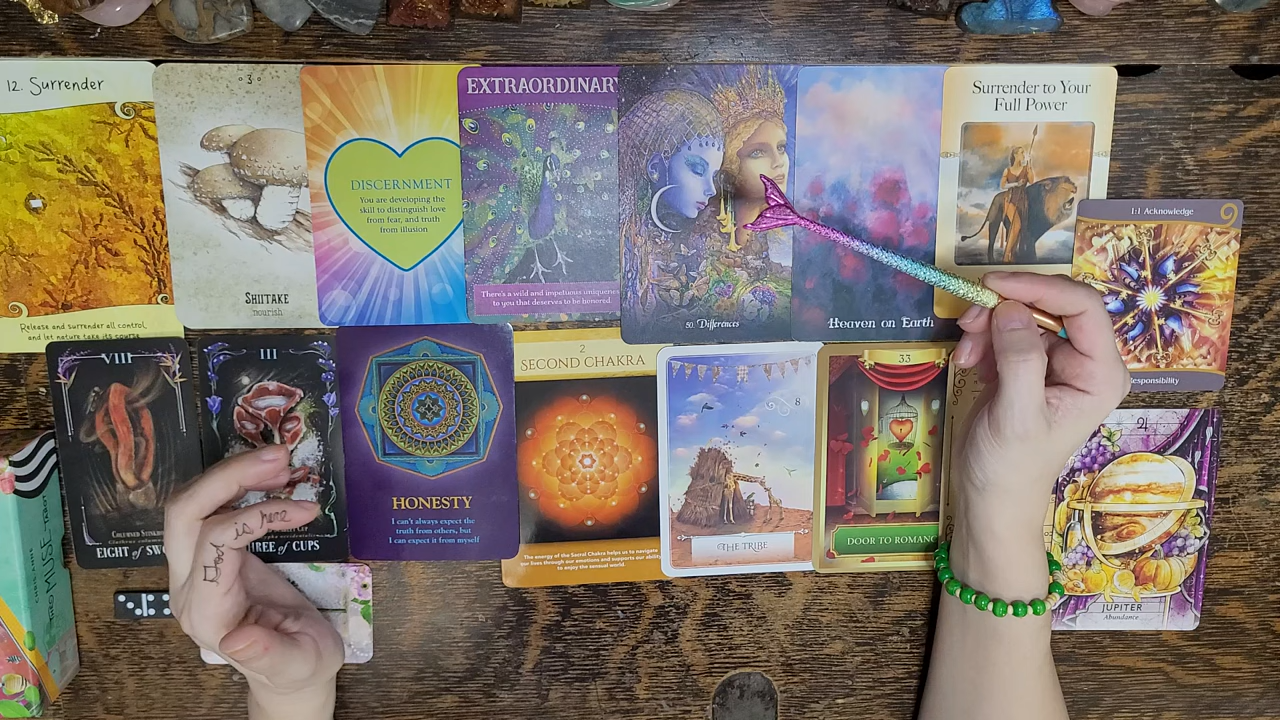 12. Surrender
Release and surrender all control,
and let nature take its course
3
SHIITAKE
nourish
DISCERNMENT
You are developing the
skill to distinguish love
from fear, and truth
from illusion
EXTRAORDINARY
There's a wild and impetuous uniqueness
to you that deserves to be honored.
50. Differences
Heaven on Earth
Surrender to Your
Full Power
1:1 Acknowledge
Responsibility
VIII
EIGHT of SWO
III
THREE of CUPS
HONESTY
I can't always expect the
truth from others, but
I can expect it from myself
2
SECOND CHAKRA
The energy of the Sacral Chakra helps us to navigate
our lives through our emotions and supports our ability
to enjoy the sensual world.
8
THE TRIBE
33
DOOR TO ROMANC
♃
JUPITER
Abundance
God is here